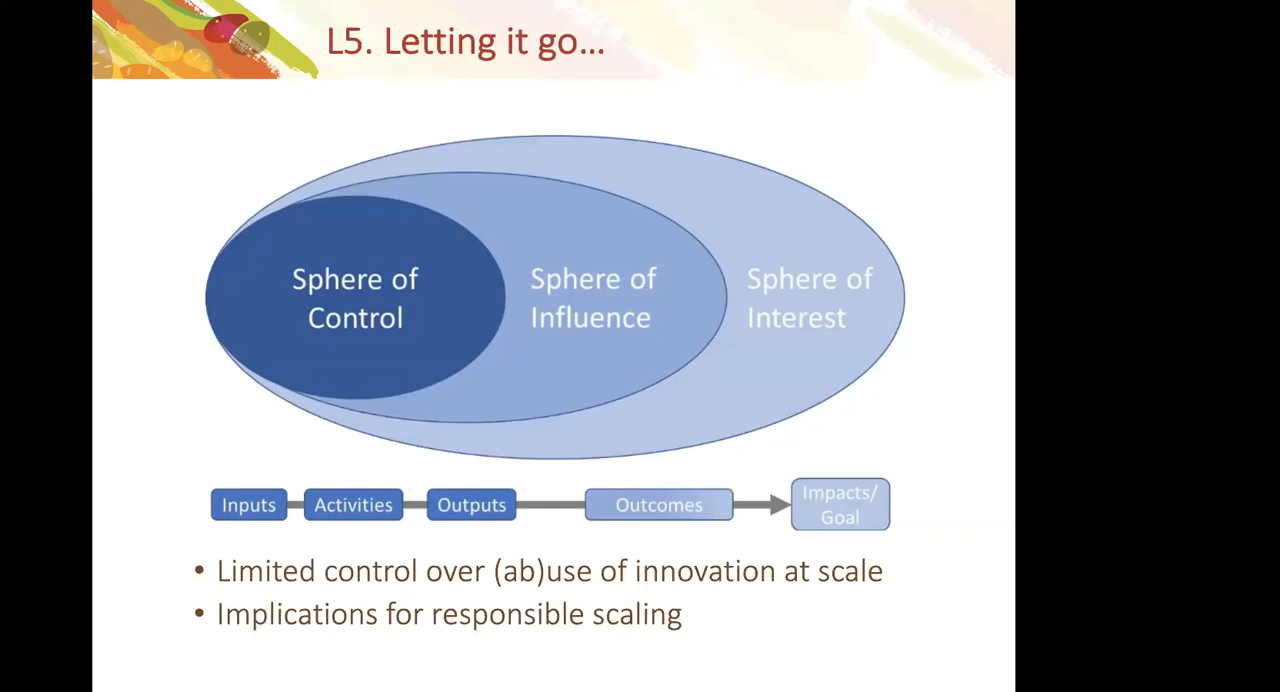 L5. Letting it go...
Sphere of
Control
Sphere of
Influence
Sphere of
Interest
Inputs
Activities
Outputs
Outcomes
Impacts/
Goal
• Limited control over (ab)use of innovation at scale
• Implications for responsible scaling